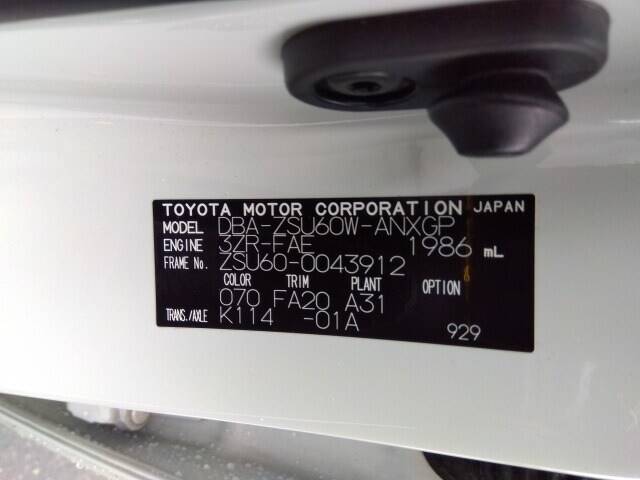 TOYOTA MOTOR CORPORATION JAPAN
MODEL DBA-ZSU60W-ANXGP
ENGINE 3ZR-FAE 1986 mL
FRAME No. ZSU60-0043912
COLOR TRIM PLANT OPTION
070 FA20 A31
TRANS./AXLE K114 -01A
929